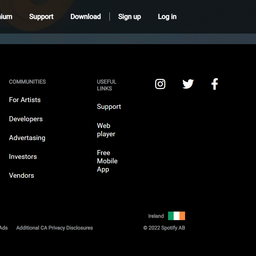 ium Support Download Sign up Log in
COMMUNITIES
For Artists
Developers
Advertasing
Investors
Vendors
USEFUL
LINKS
Support
Web
player
Free
Mobile
App
Ireland
Ads Additional CA Privacy Disclosures
© 2022 Spotify AB